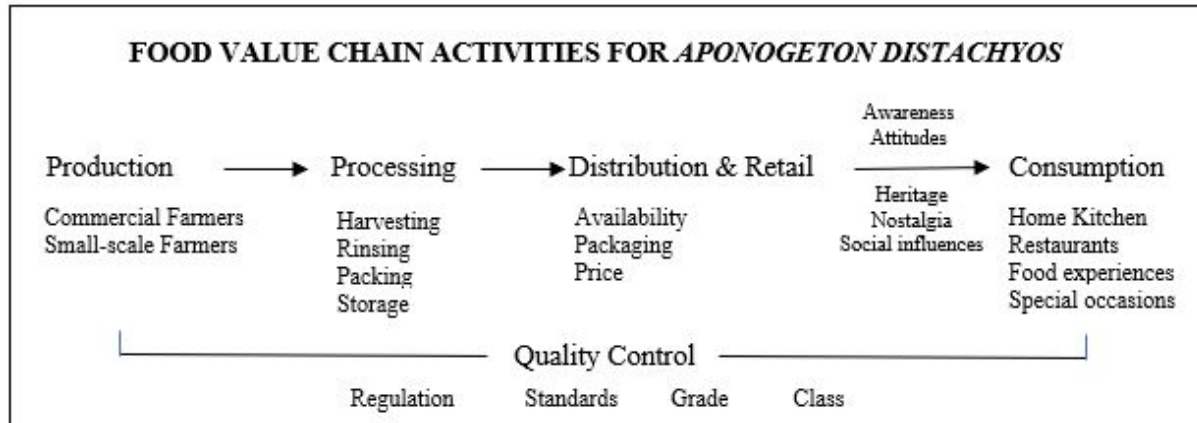 FOOD VALUE CHAIN ACTIVITIES FOR APONOGETON DISTACHYOS
Awareness
Attitudes
Production
Processing
Distribution & Retail
Consumption
Commercial Farmers
Small-scale Farmers
Harvesting
Rinsing
Packing
Storage
Availability
Packaging
Price
Heritage
Nostalgia
Social influences
Home Kitchen
Restaurants
Food experiences
Special occasions
Quality Control
Regulation Standards Grade Class